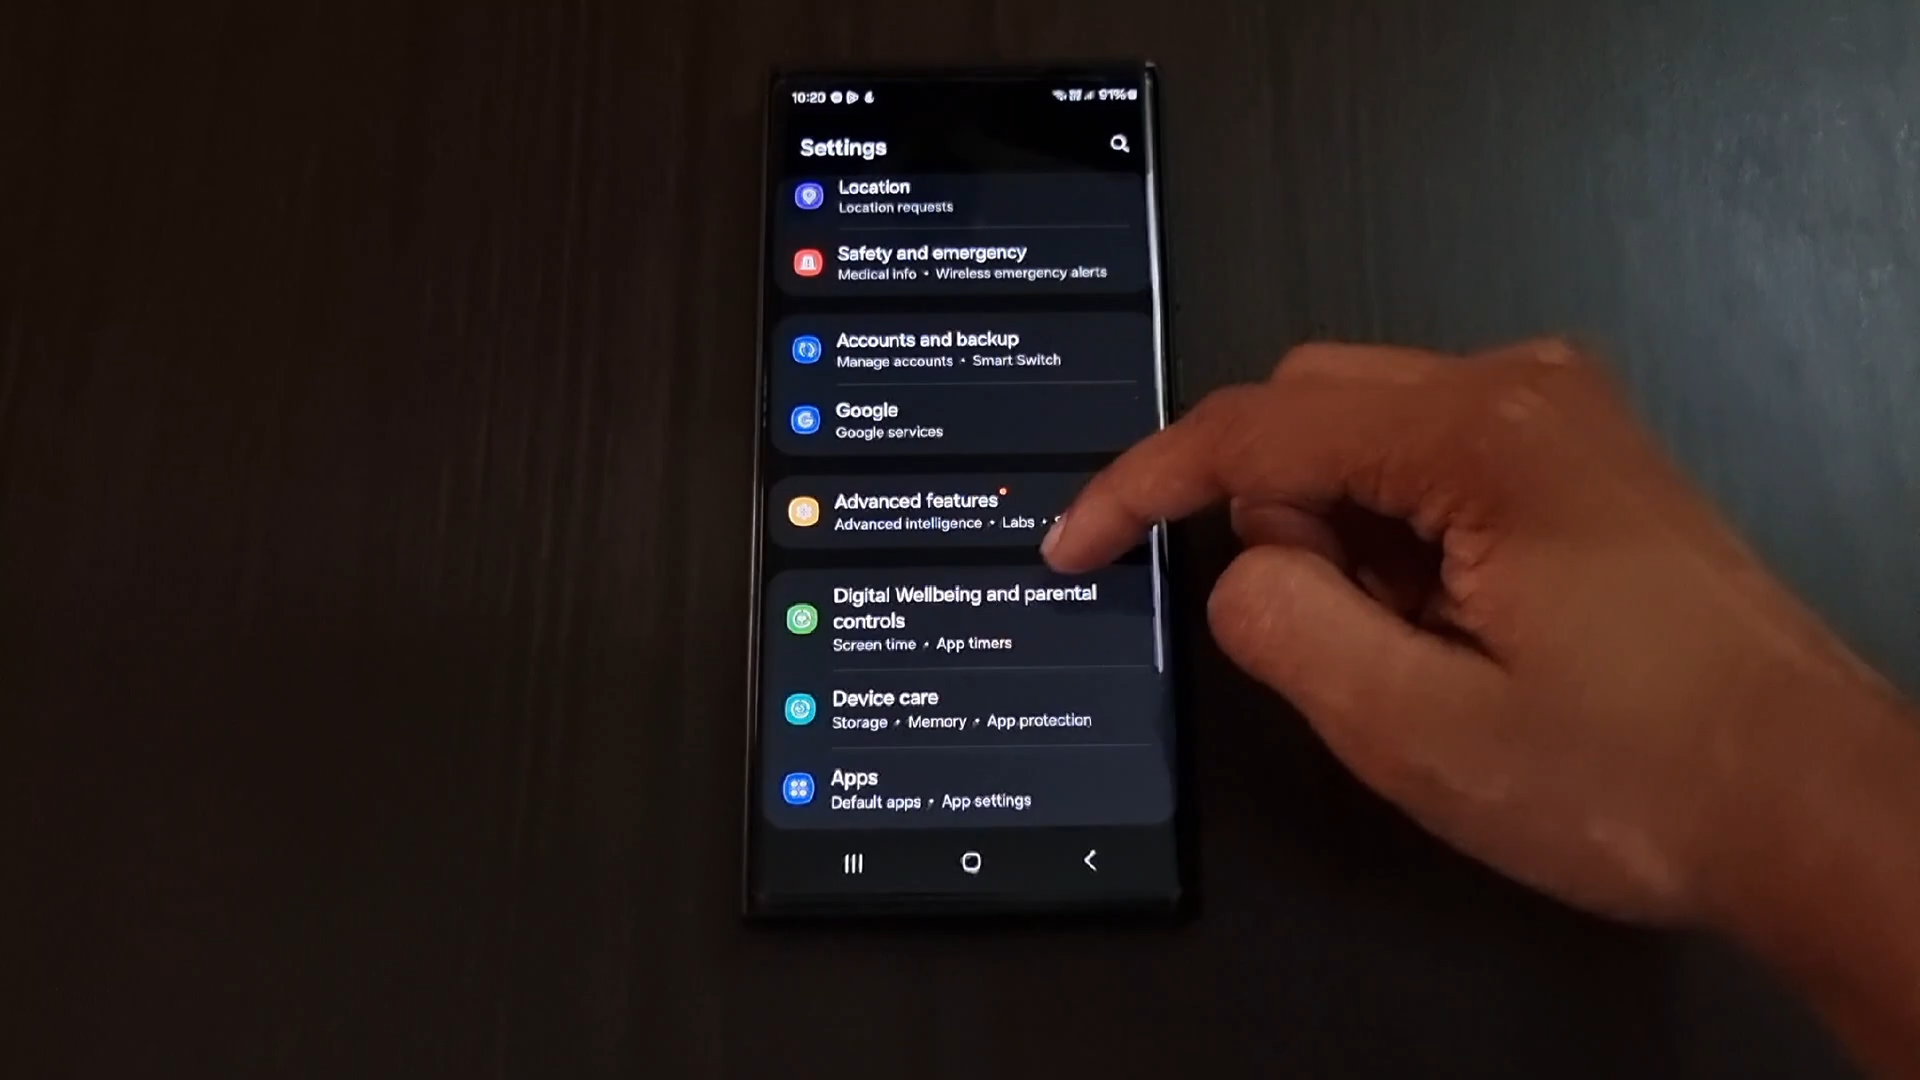 10:20
91%
Settings
Location
Location requests
Safety and emergency
Medical info • Wireless emergency alerts
Accounts and backup
Manage accounts • Smart Switch
Google
Google services
Advanced features
Advanced intelligence • Labs •
Digital Wellbeing and parental
controls
Screen time • App timers
Device care
Storage • Memory • App protection
Apps
Default apps • App settings